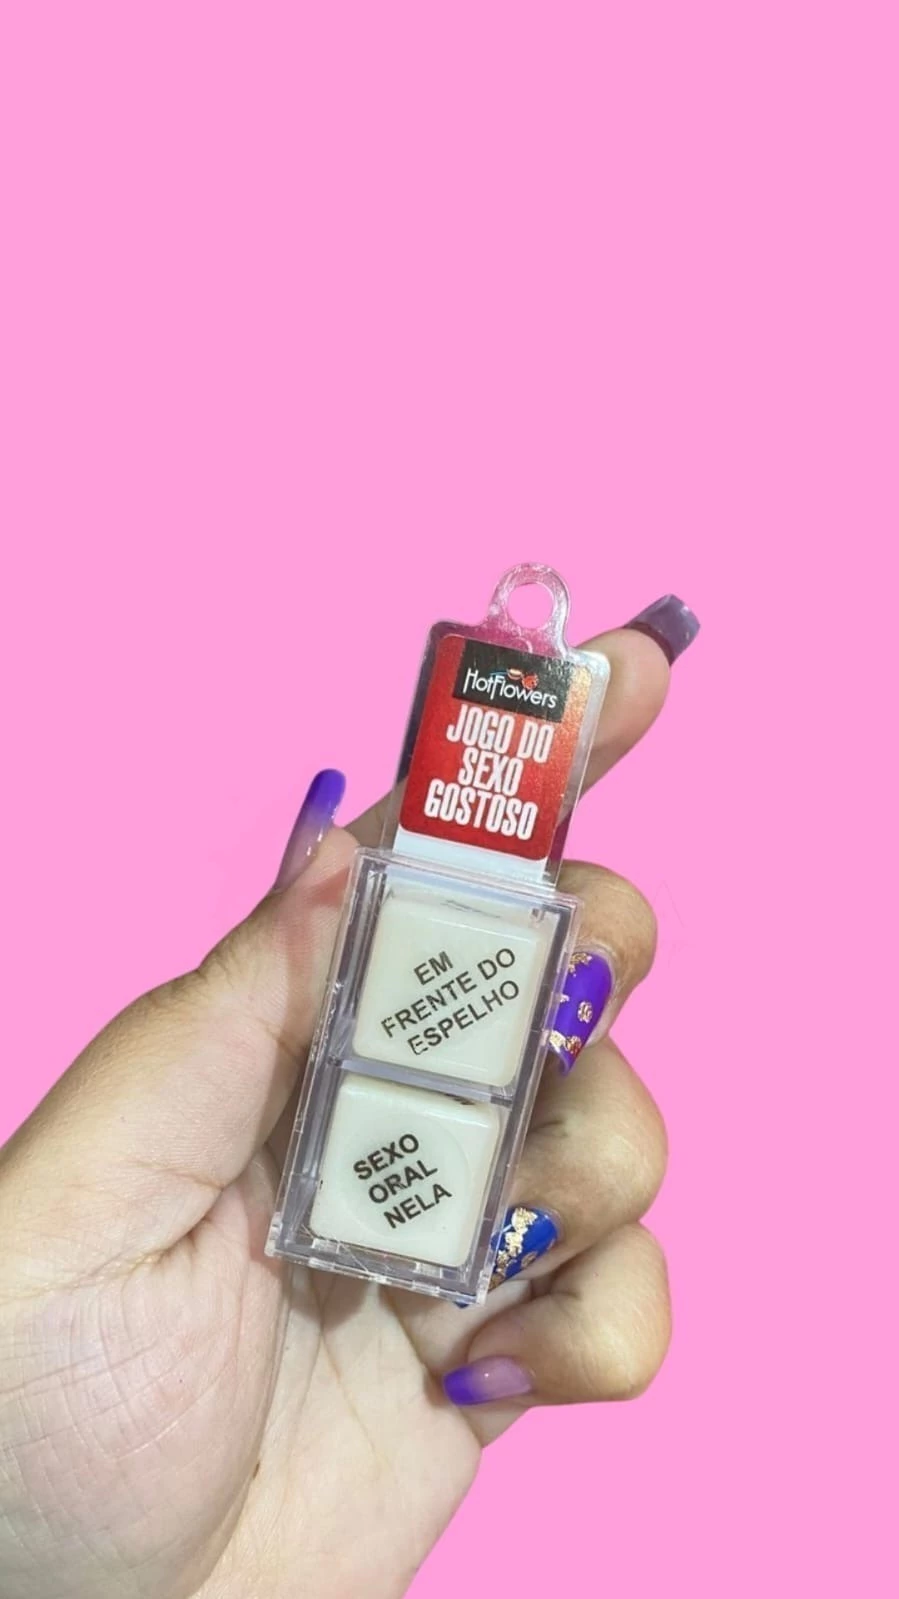 HotFlowers
JOGO DO
SEXO
GOSTOSO
EM
FRENTE DO
ESPELHO
SEXO
ORAL
NELA